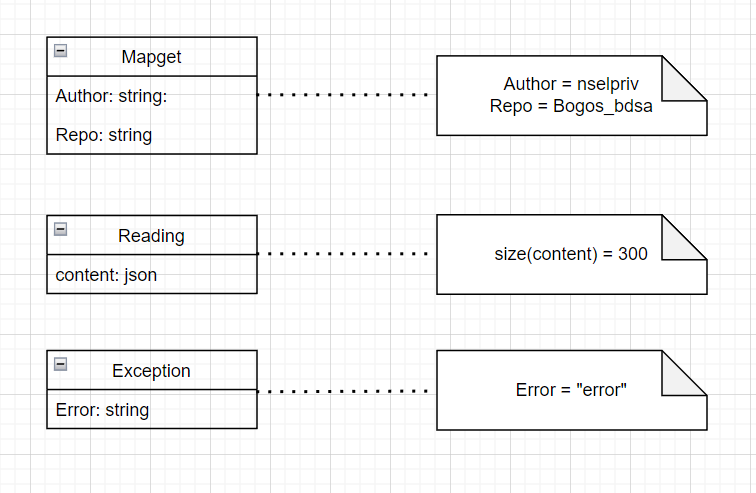 Mapget
Author: string:
Repo: string
Author = nselpriv
Repo = Bogos_bdsa
Reading
content: json
size(content) = 300
Exception
Error: string
Error = "error"